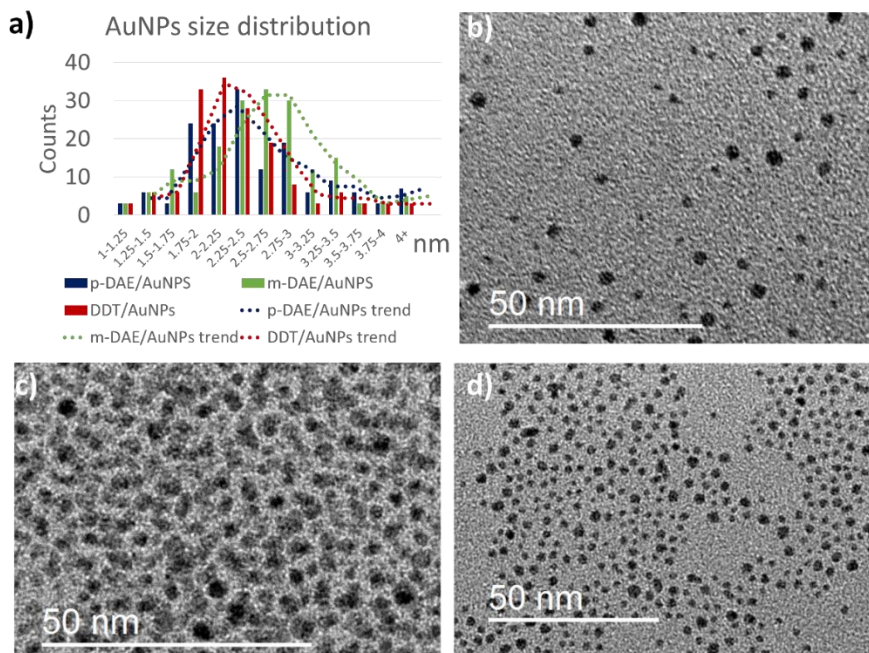 a)
AuNPs size distribution
40
30
20
10
0
Counts
1-1.25
1.25-1.5
1.5-1.75
1.75-2
2-2.25
2.25-2.5
2.5-2.75
2.75-3
3-3.25
3.25-3.5
3.5-3.75
3.75-4
4+
nm
p-DAE/AuNPS m-DAE/AuNPS
DDT/AuNPs p-DAE/AuNPs trend
m-DAE/AuNPs trend DDT/AuNPs trend
b)
50 nm
c)
50 nm
d)
50 nm